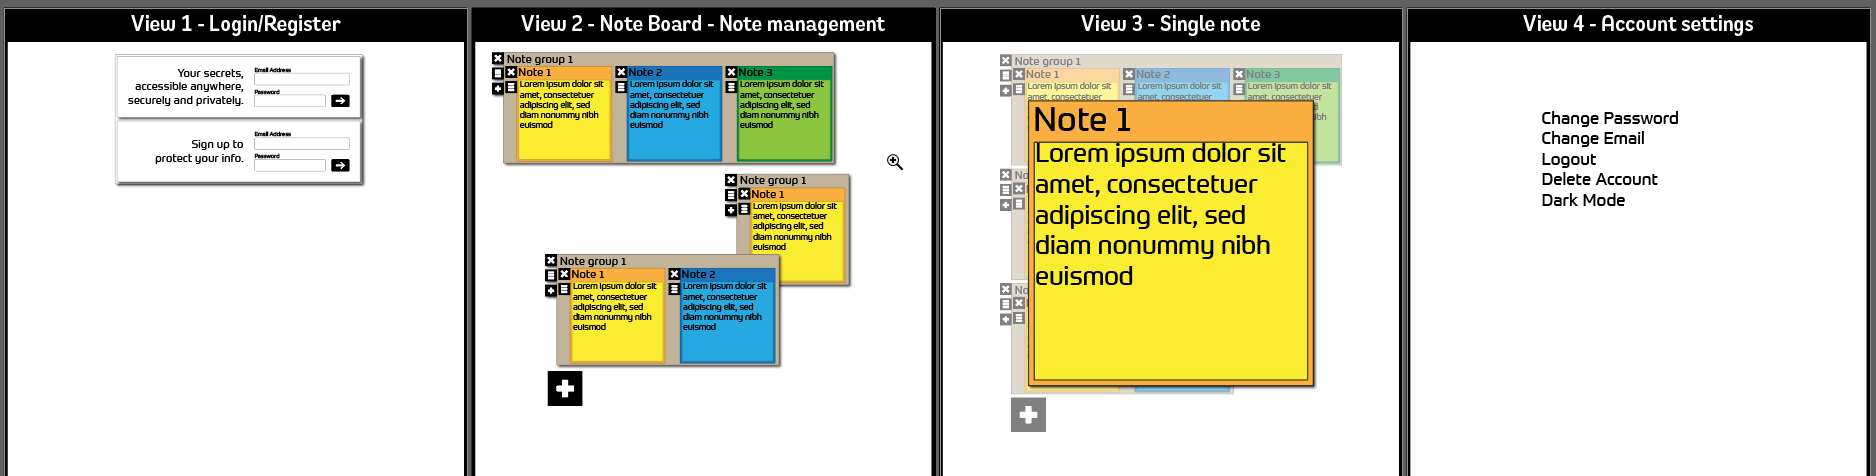 View 1 - Login/Register
Your secrets,
accessible anywhere,
securely and privately.
Email Address
Password
Sign up to
protect your info.
Email Address
Password
View 2 - Note Board - Note management
Note group 1
Note 1
Lorem ipsum dolor sit
amet, consectetuer
adipiscing elit, sed
diam nonummy nibh
euismod
Note 2
Lorem ipsum dolor sit
amet, consectetuer
adipiscing elit, sed
diam nonummy nibh
euismod
Note 3
Lorem ipsum dolor sit
amet, consectetuer
adipiscing elit, sed
diam nonummy nibh
euismod
Note group 1
Note 1
Lorem ipsum dolor sit
amet, consectetuer
adipiscing elit, sed
diam nonummy nibh
euismod
Note group 1
Note 1
Lorem ipsum dolor sit
amet, consectetuer
adipiscing elit, sed
diam nonummy nibh
euismod
Note 2
Lorem ipsum dolor sit
amet, consectetuer
adipiscing elit, sed
diam nonummy nibh
euismod
View 3 - Single note
Note group 1
Note 1
Lorem ipsum dolor sit
amet, consectetuer
Note 2
Lorem ipsum dolor sit
amet, consectetuer
Note 3
Lorem ipsum dolor sit
amet, consectetuer
Note 1
Lorem ipsum dolor sit
amet, consectetuer
adipiscing elit, sed
diam nonummy nibh
euismod
View 4 - Account settings
Change Password
Change Email
Logout
Delete Account
Dark Mode